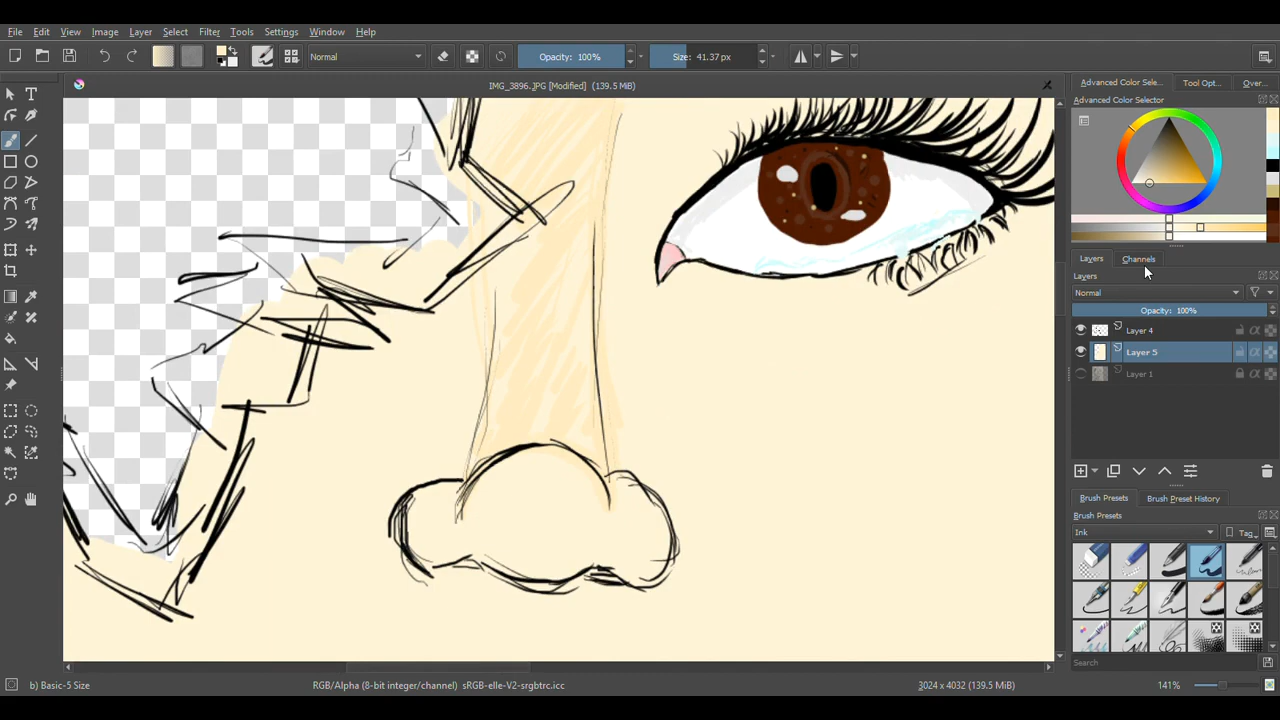 File Edit View Image Layer Select Filter Tools Settings Window Help
Normal Opacity: 100% Size: 41.37 px
IMG_3896.JPG [Modified] (139.5 MiB)
Advanced Color Sele... Tool Opt... Over...
Advanced Color Selector
Layers Channels
Layers
Normal
Opacity: 100%
Layer 4
Layer 5
Layer 1
Brush Presets Brush Preset History
Brush Presets
Ink Tag
Search
b) Basic-5 Size RGB/Alpha (8-bit integer/channel) sRGB-elle-V2-srgbtrc.icc 3024 x 4032 (139.5 MiB) 141%